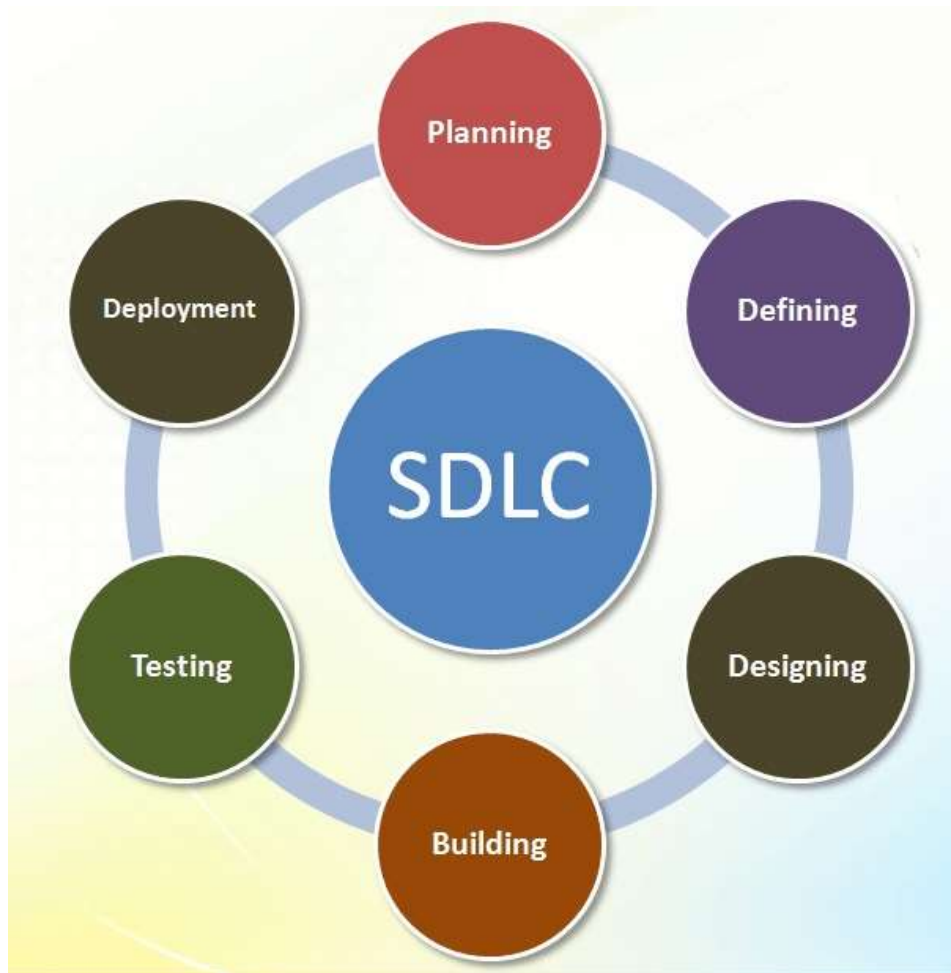 Planning
Defining
Designing
Building
Testing
Deployment
SDLC